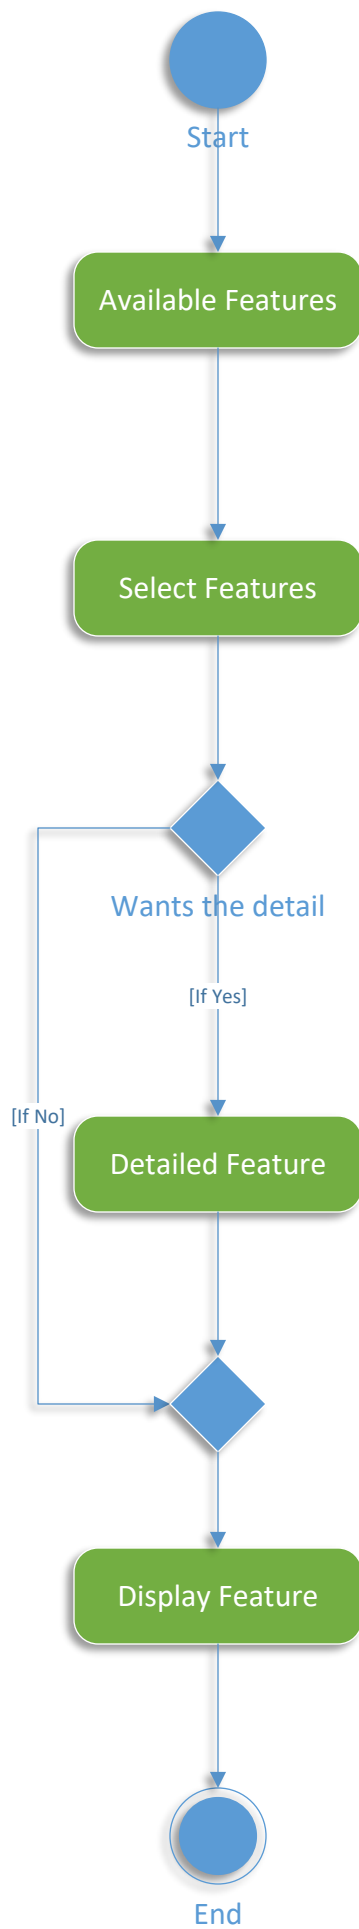 Start
Available Features
Select Features
Wants the detail
[If Yes]
[If No]
Detailed Feature
Display Feature
End